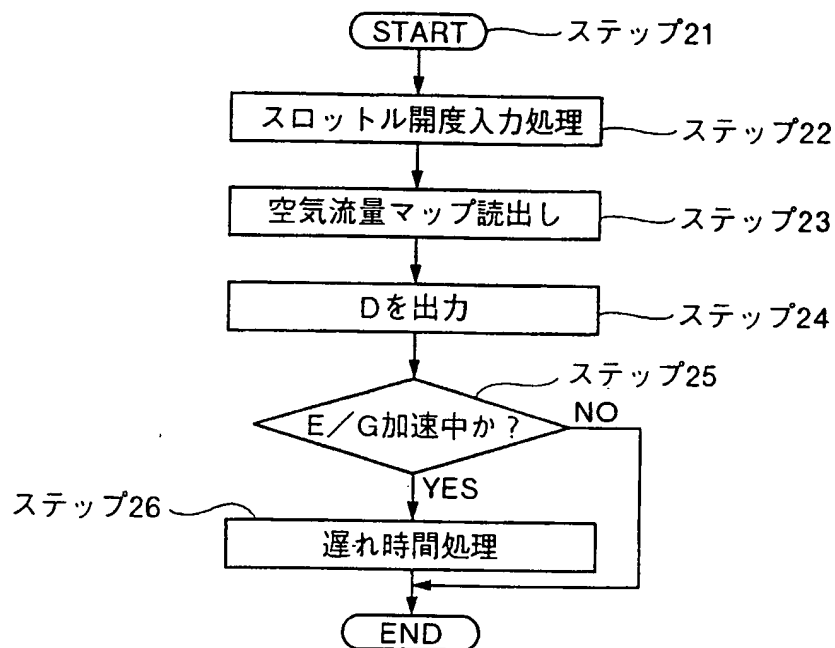 START
ステップ21
スロットル開度入力処理
ステップ22
空気流量マップ読出し
ステップ23
Dを出力
ステップ24
ステップ25
E/G加速中か?
NO
YES
ステップ26
遅れ時間処理
END